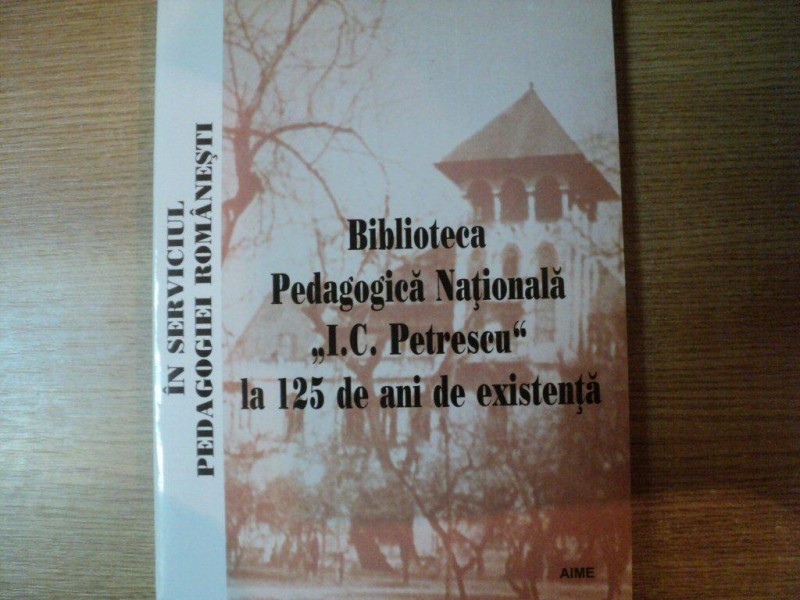 ÎN SERVICIUL
PEDAGOGIEI ROMÂNEŞTI
Biblioteca
Pedagogică Naţională
„I.C. Petrescu“
la 125 de ani de existenţă
AIME